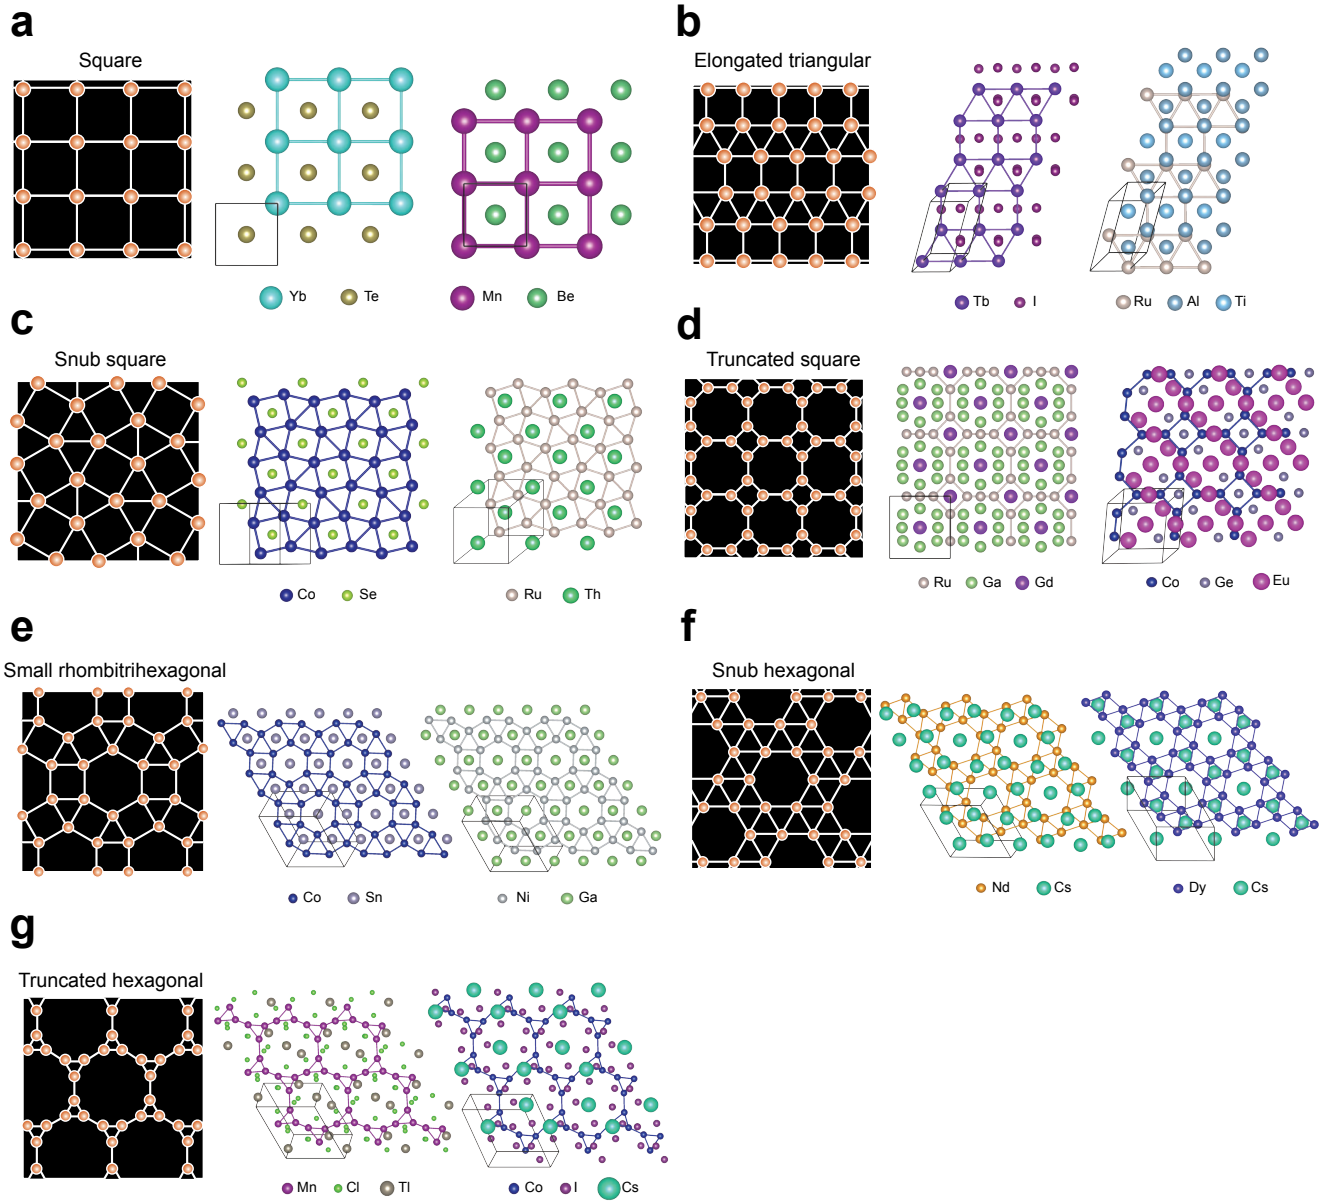 a
Square
Yb Te
Mn Be
b
Elongated triangular
Tb I
Ru Al Ti
c
Snub square
Co Se
Ru Th
d
Truncated square
Ru Ga Gd
Co Ge Eu
e
Small rhombitrihexagonal
Co Sn
Ni Ga
f
Snub hexagonal
Nd Cs
Dy Cs
g
Truncated hexagonal
Mn Cl Tl
Co I Cs